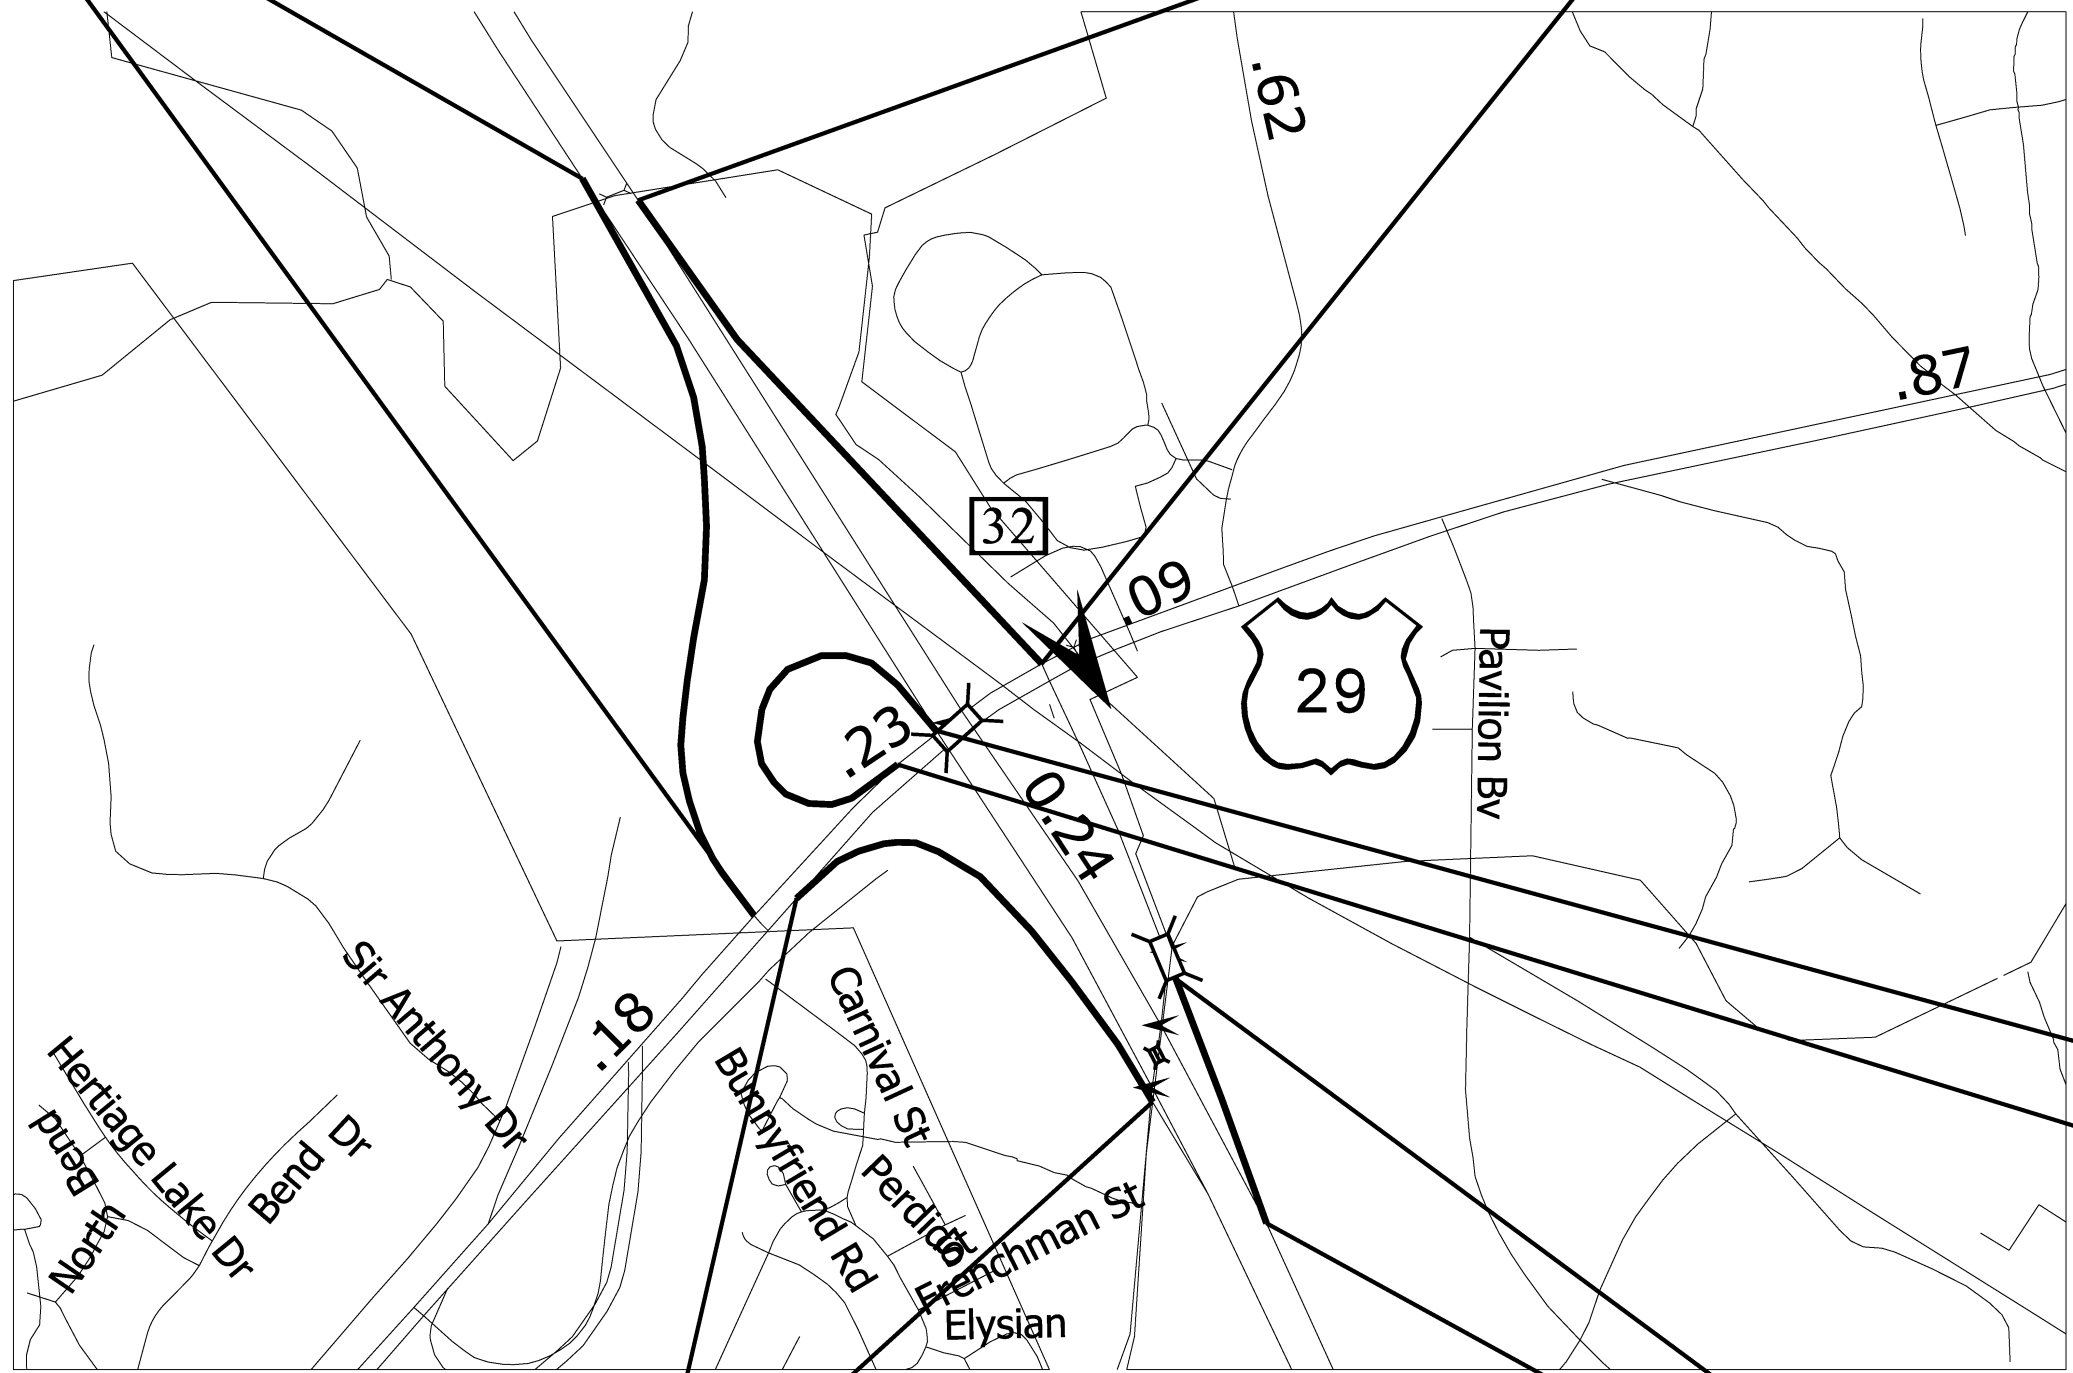 .62
.87
32
.09
29
Pavilion Bv
.23
0.24
Sir Anthony Dr
.18
Carnival St
Hertiage Lake Dr
Bend
North
Bend Dr
Bunnyfriend Rd
Perdido
St
Frenchman St
Elysian